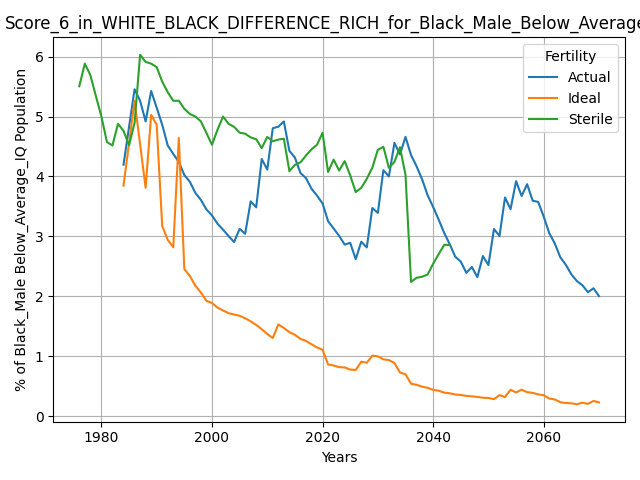 Score_6_in_WHITE_BLACK_DIFFERENCE_RICH_for_Black_Male_Below_Average
Fertility
Actual
Ideal
Sterile
% of Black_Male Below_Average_IQ Population
6
5
4
3
2
1
0
1980
2000
2020
2040
2060
Years